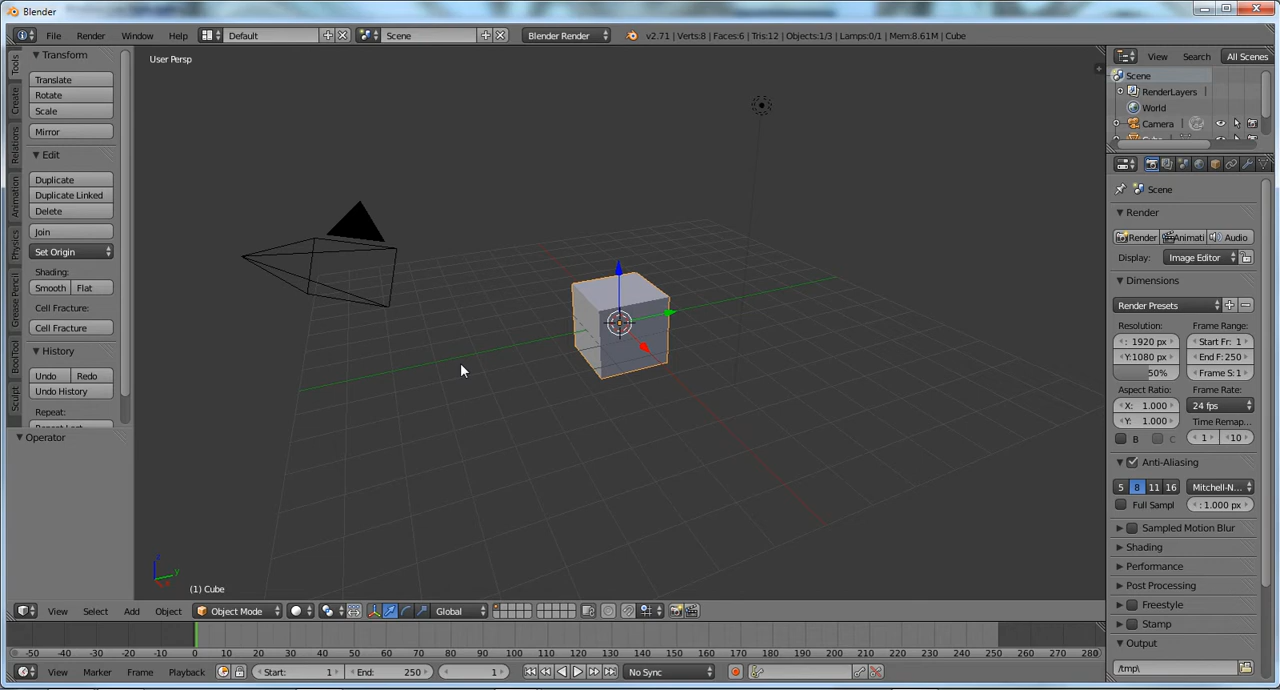 Blender
File Render Window Help Default Scene Blender Render v2.71 | Verts:8 | Faces:6 | Tris:12 | Objects:1/3 | Lamps:0/1 | Mem:8.61M | Cube
Tools
Create
Relations
Animation
Physics
Grease Pencil
BoolTool
Sculpt
Transform
Translate
Rotate
Scale
Mirror
Edit
Duplicate
Duplicate Linked
Delete
Join
Set Origin
Shading:
Smooth Flat
Cell Fracture:
Cell Fracture
History
Undo Redo
Undo History
Repeat:
Operator
User Persp
z
y
(1) Cube
View Select Add Object Object Mode Global
-50 -40 -30 -20 -10 0 10 20 30 40 50 60 70 80 90 100 110 120 130 140 150 160 170 180 190 200 210 220 230 240 250 260 270 280
View Marker Frame Playback Start: 1 End: 250 1 No Sync
View Search All Scenes
Scene
RenderLayers
World
Camera
Scene
Render
Render Animati Audio
Display: Image Editor
Dimensions
Render Presets
Resolution: Frame Range:
: 1920 px Start Fr: 1
Y:1080 px End F: 250
50% Frame S: 1
Aspect Ratio: Frame Rate:
X: 1.000 24 fps
Y: 1.000 Time Remap...
B C 1 10
Anti-Aliasing
5 8 11 16 Mitchell-N...
Full Sampl : 1.000 px
Sampled Motion Blur
Shading
Performance
Post Processing
Freestyle
Stamp
Output
/tmp\